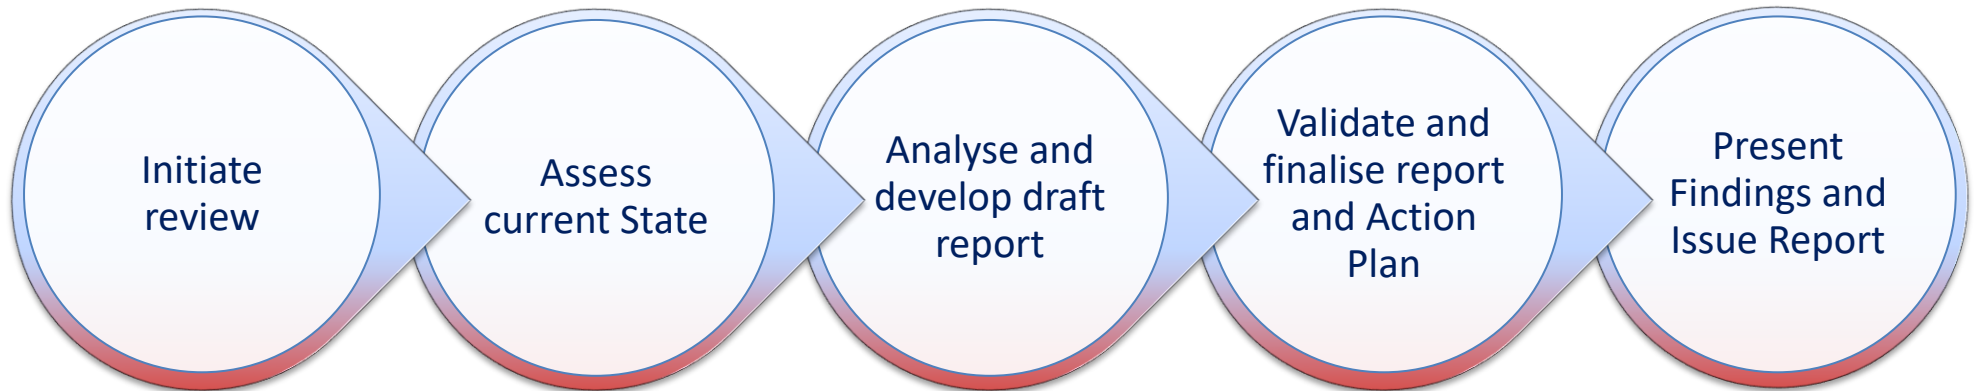 Initiate
review
Assess
current State
Analyse and
develop draft
report
Validate and
finalise report
and Action
Plan
Present
Findings and
Issue Report